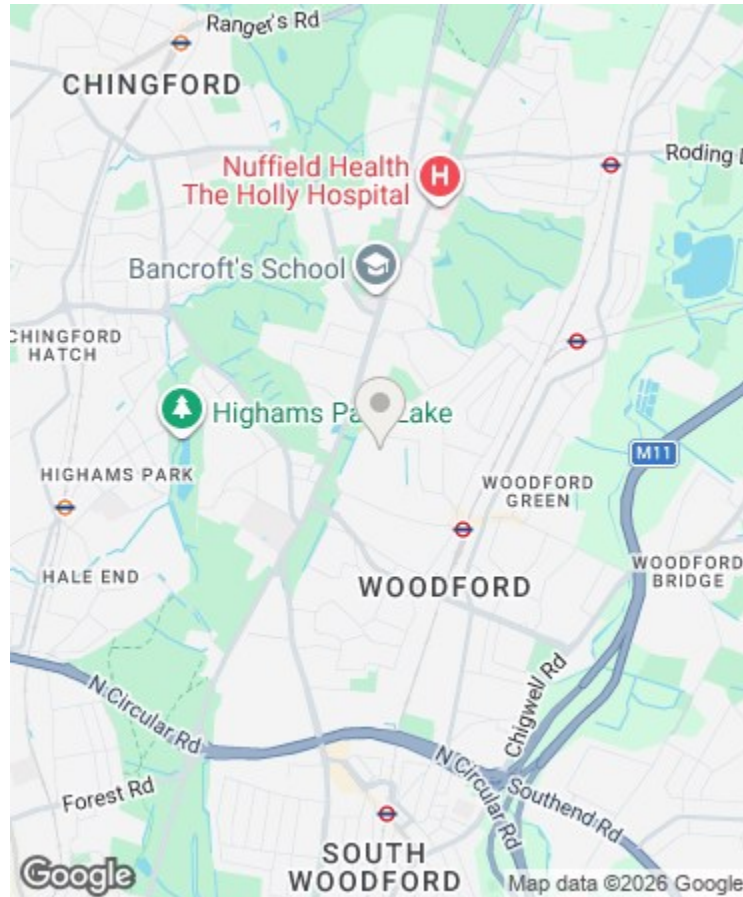 Ranger's Rd
CHINGFORD
Nuffield Health
The Holly Hospital
H
Roding
Bancroft's School
CHINGFORD
HATCH
Highams Pa Lake
M11
HIGHAMS PARK
WOODFORD
GREEN
HALE END
WOODFORD
WOODFORD
BRIDGE
N Circular Rd
Chigwell Rd
N Circular Rd
Southend Rd
Forest Rd
SOUTH
WOODFORD
Google
Map data ©2026 Google